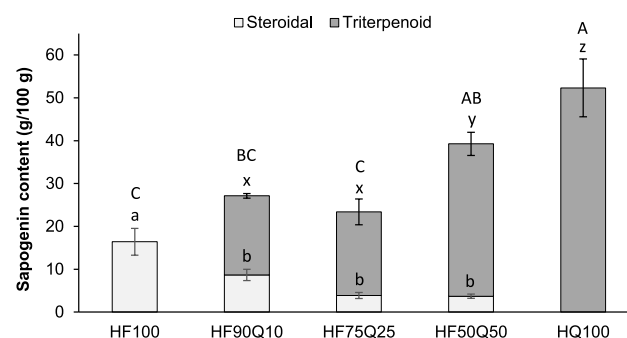 Steroidal Triterpenoid
Sapogenin content (g/100 g)
60
50
40
30
20
10
0
C
a
BC
x
b
C
x
b
AB
y
b
A
z
HF100 HF90Q10 HF75Q25 HF50Q50 HQ100